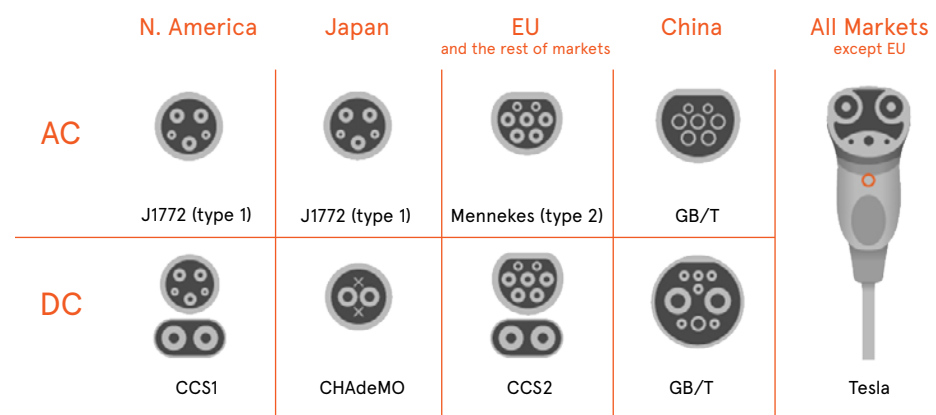 N. America
Japan
EU
and the rest of markets
China
All Markets
except EU
AC
J1772 (type 1)
J1772 (type 1)
Mennekes (type 2)
GB/T
DC
CCS1
CHAdeMO
CCS2
GB/T
Tesla